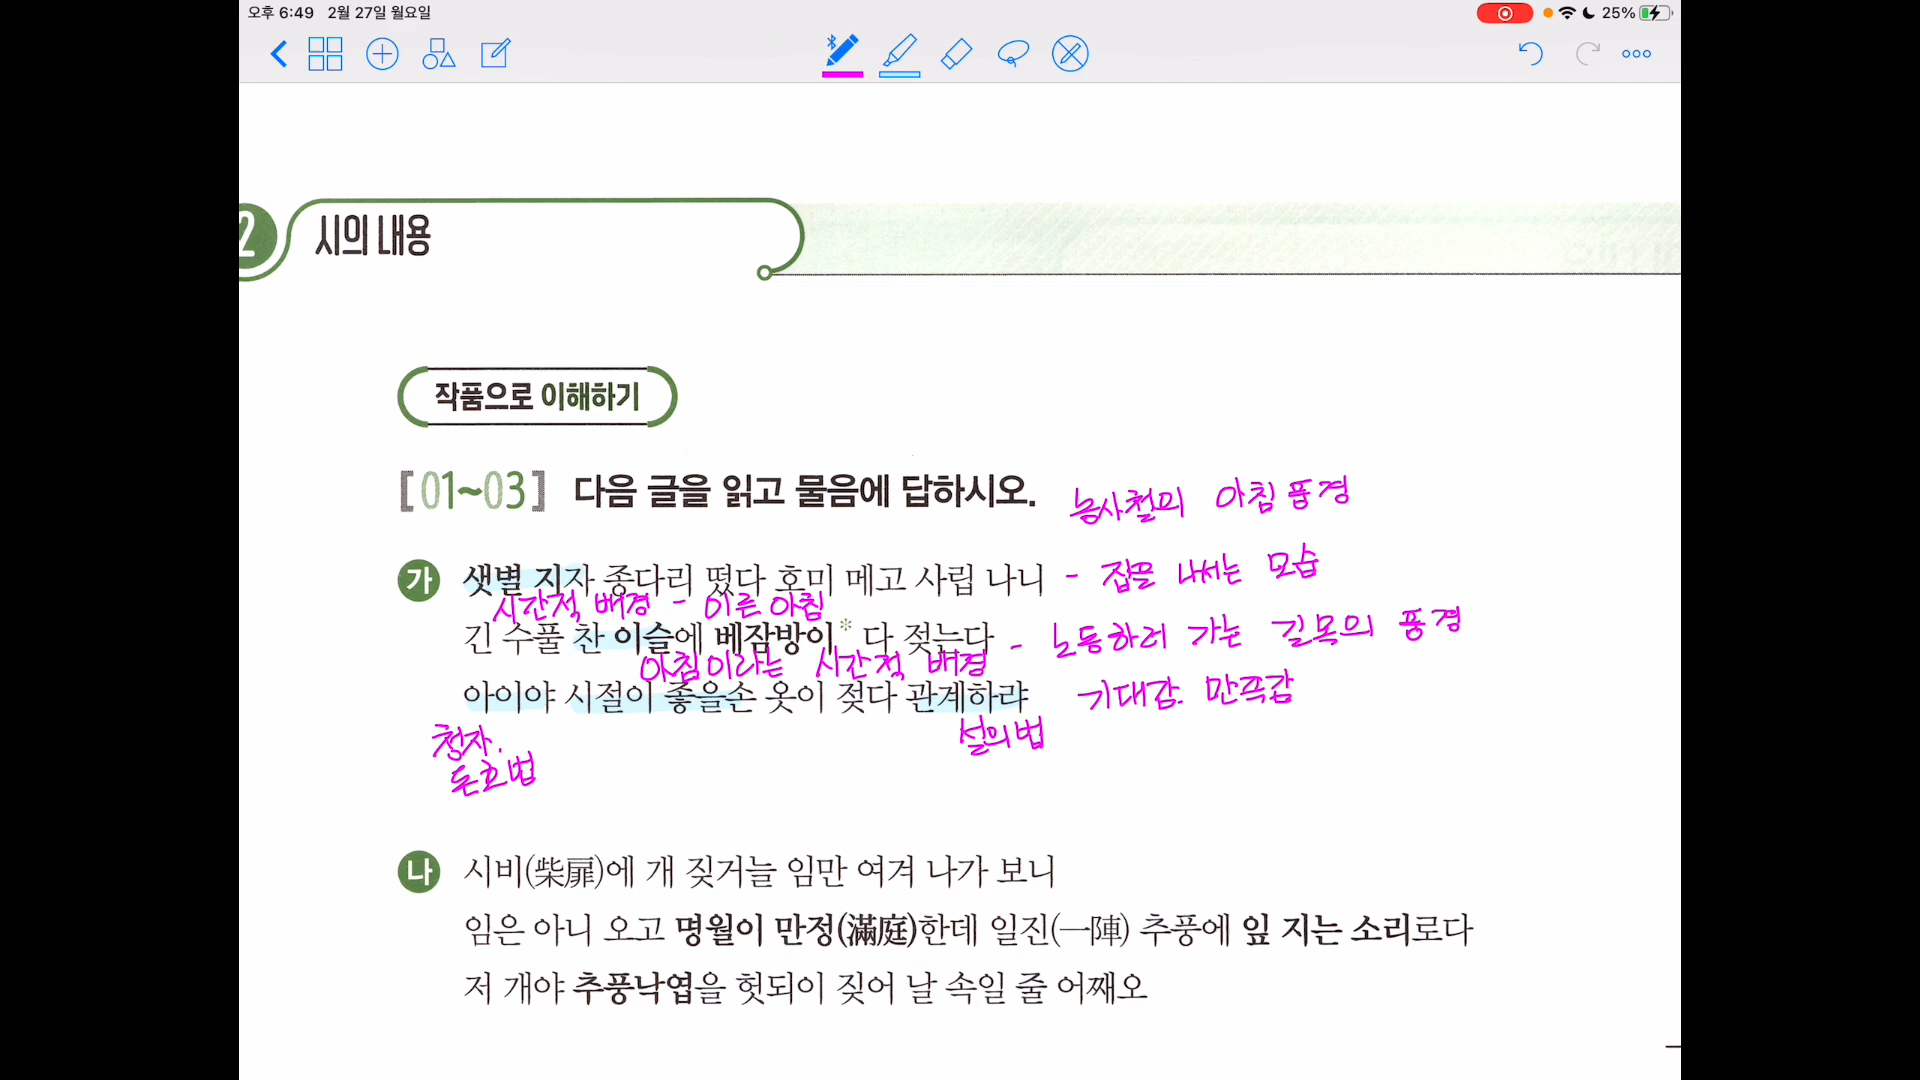 오후 6:49 2월 27일 월요일
25%
2 시의 내용
작품으로 이해하기
[01~03] 다음 글을 읽고 물음에 답하시오.
농사철의 아침 풍경
가 샛별 지자 종다리 떴다 호미 메고 사립 나니 - 집을 나서는 모습
시간적 배경 - 이른 아침
긴 수풀 찬 이슬에 베잠방이* 다 젖는다 - 노동하러 가는 길목의 풍경
아침이라는 시간적 배경
아이야 시절이 좋을손 옷이 젖다 관계하랴 기대감. 만족감
청자. 설의법
돈호법
나 시비(柴扉)에 개 짖거늘 임만 여겨 나가 보니
임은 아니 오고 명월이 만정(滿庭)한데 일진(一陣) 추풍에 잎 지는 소리로다
저 개야 추풍낙엽을 헛되이 짖어 날 속일 줄 어째오